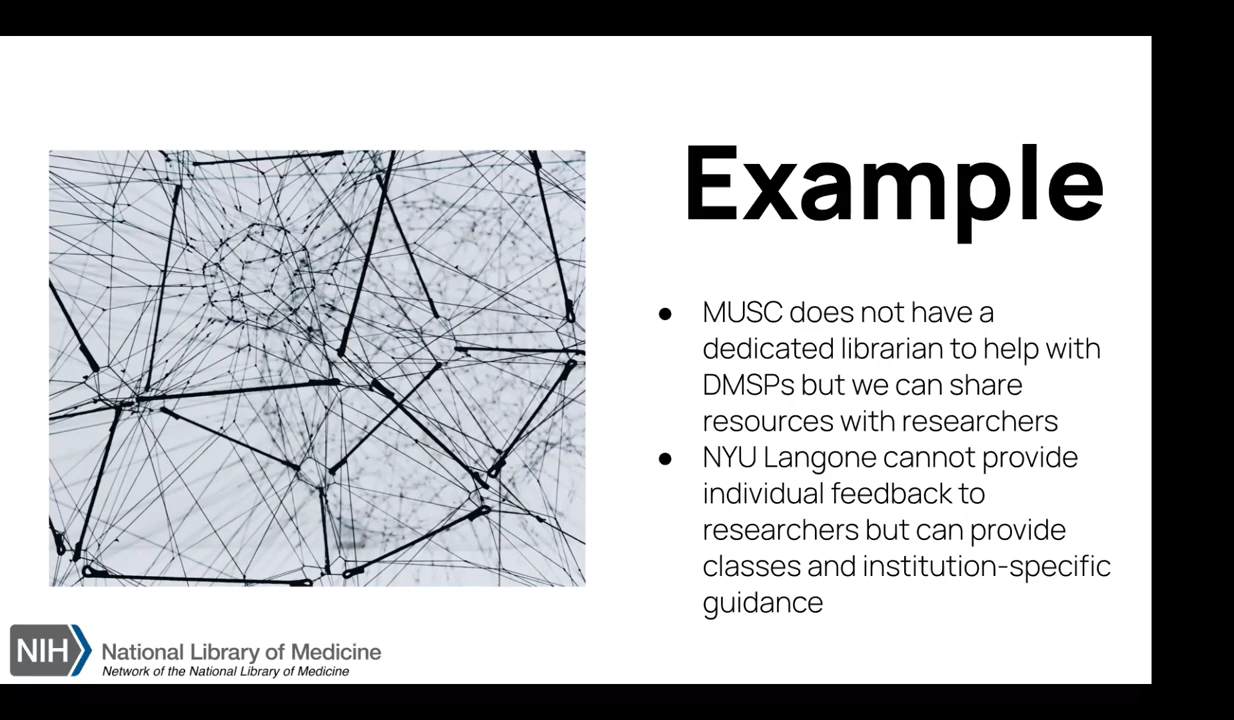 Example
● MUSC does not have a
dedicated librarian to help with
DMSPs but we can share
resources with researchers
● NYU Langone cannot provide
individual feedback to
researchers but can provide
classes and institution-specific
guidance
NIH National Library of Medicine
Network of the National Library of Medicine